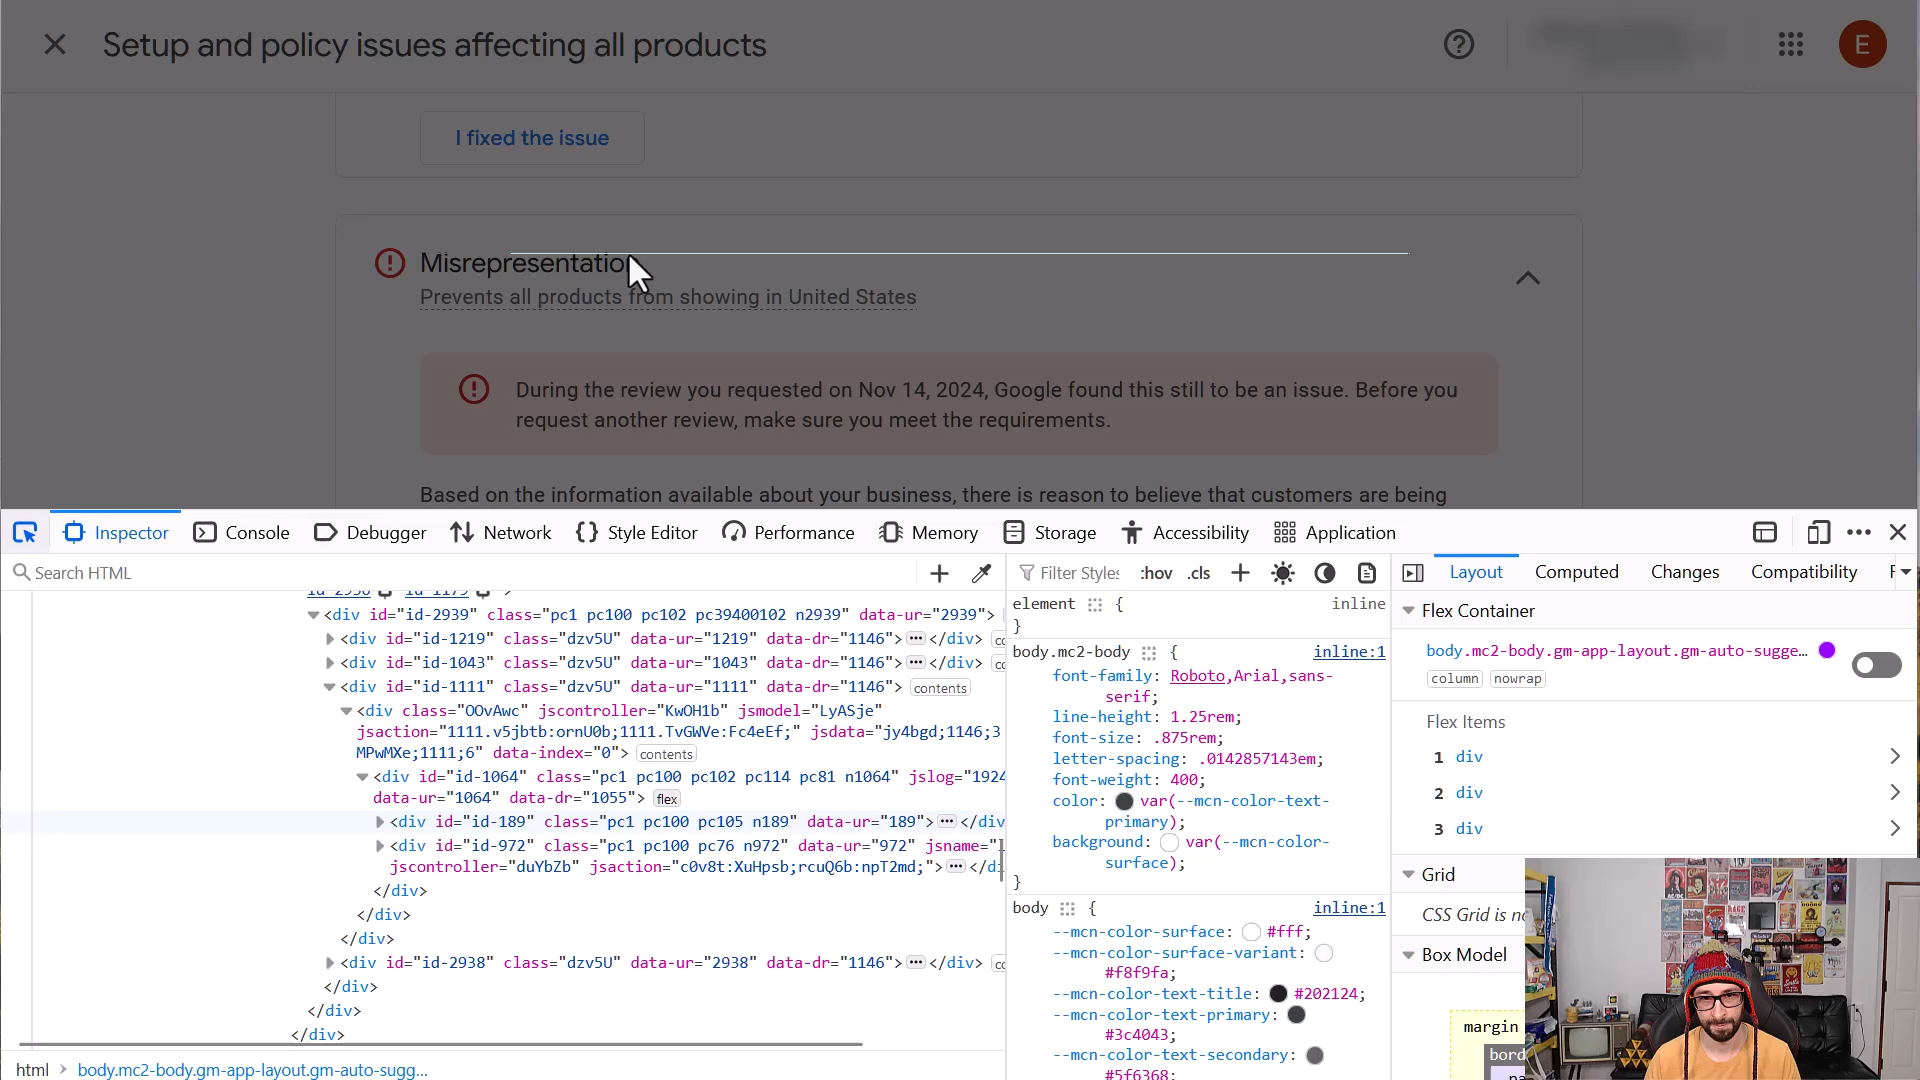 Setup and policy issues affecting all products
E
I fixed the issue
Misrepresentation
Prevents all products from showing in United States
During the review you requested on Nov 14, 2024, Google found this still to be an issue. Before you
request another review, make sure you meet the requirements.
Based on the information available about your business, there is reason to believe that customers are being
Inspector Console Debugger Network Style Editor Performance Memory Storage Accessibility Application
Search HTML
<div id="id-2939" class="pc1 pc100 pc102 pc39400102 n2939" data-ur="2939">
<div id="id-1219" class="dzv5U" data-ur="1219" data-dr="1146"> ••• </div>
<div id="id-1043" class="dzv5U" data-ur="1043" data-dr="1146"> ••• </div>
<div id="id-1111" class="dzv5U" data-ur="1111" data-dr="1146"> contents
<div class="OOvAwc" jscontroller="KwOH1b" jsmodel="LyASje"
jsaction="1111.v5jbtb:ornU0b;1111.TvGWVe:Fc4eEf;" jsdata="jy4bgd;1146;3
MPwMXe;1111;6" data-index="0"> contents
<div id="id-1064" class="pc1 pc100 pc102 pc114 pc81 n1064" jslog="1924
data-ur="1064" data-dr="1055"> flex
<div id="id-189" class="pc1 pc100 pc105 n189" data-ur="189"> ••• </div
<div id="id-972" class="pc1 pc100 pc76 n972" data-ur="972" jsname="
jscontroller="duYbZb" jsaction="c0v8t:XuHpsb;rcuQ6b:npT2md;"> ••• </di
</div>
</div>
</div>
<div id="id-2938" class="dzv5U" data-ur="2938" data-dr="1146"> ••• </div>
</div>
</div>
</div>
html > body.mc2-body.gm-app-layout.gm-auto-sugg...
Filter Styles :hov .cls
element { inline
}
body.mc2-body { inline:1
font-family: Roboto,Arial,sans-
serif;
line-height: 1.25rem;
font-size: .875rem;
letter-spacing: .0142857143em;
font-weight: 400;
color: var(--mcn-color-text-
primary);
background: var(--mcn-color-
surface);
}
body { inline:1
--mcn-color-surface: #fff;
--mcn-color-surface-variant:
#f8f9fa;
--mcn-color-text-title: #202124;
--mcn-color-text-primary:
#3c4043;
--mcn-color-text-secondary:
#5f6368;
Layout Computed Changes Compatibility
Flex Container
body.mc2-body.gm-app-layout.gm-auto-sugge...
column nowrap
Flex Items
1 div
2 div
3 div
Grid
CSS Grid is no
Box Model
margin
bord